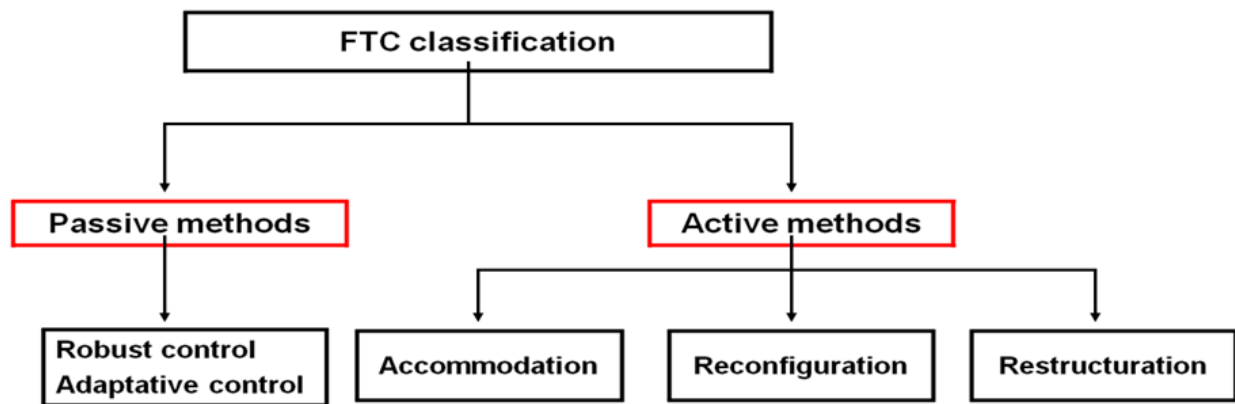 FTC classification
Passive methods
Active methods
Robust control
Adaptative control
Accommodation
Reconfiguration
Restructuration